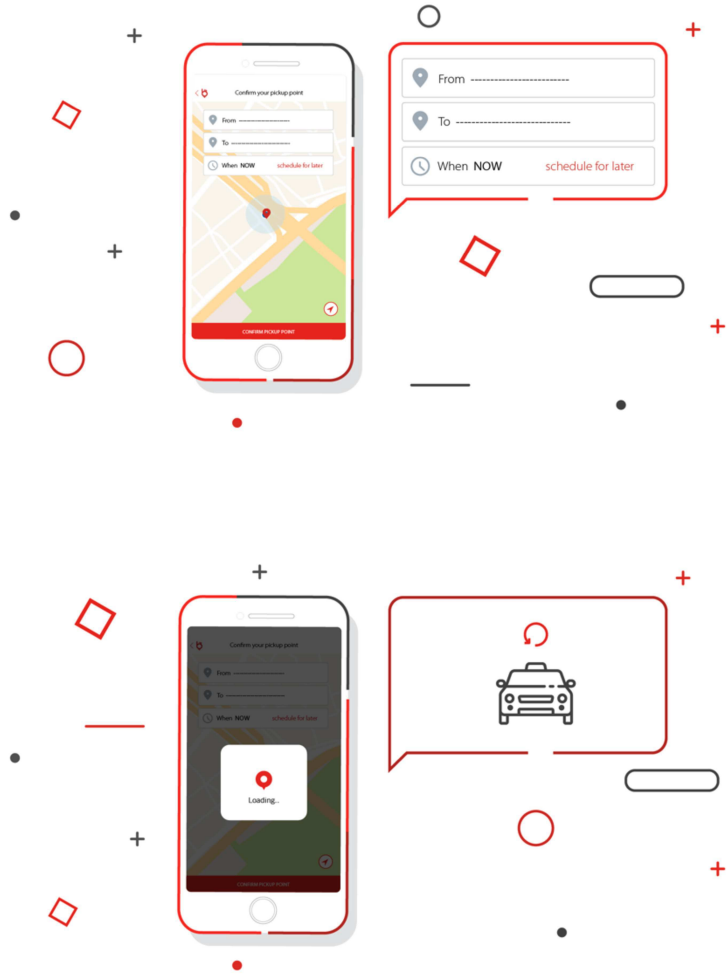 Confirm your pickup point
From ------------------------
To ----------------------------
When NOW schedule for later
CONFIRM PICKUP POINT
From ------------------------
To ----------------------------
When NOW schedule for later
Confirm your pickup point
From ------------------------
To ----------------------------
When NOW schedule for later
Loading..
CONFIRM PICKUP POINT